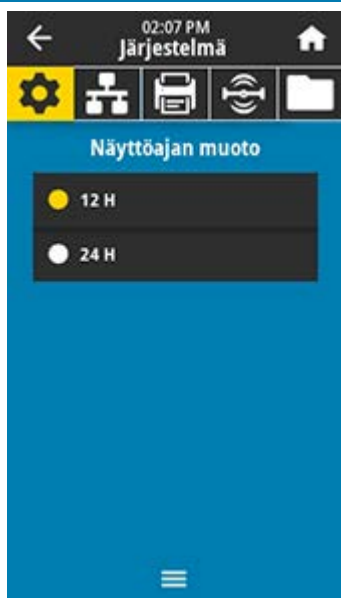 02:07 PM
Järjestelmä
Näyttöajan muoto
12 H
24 H